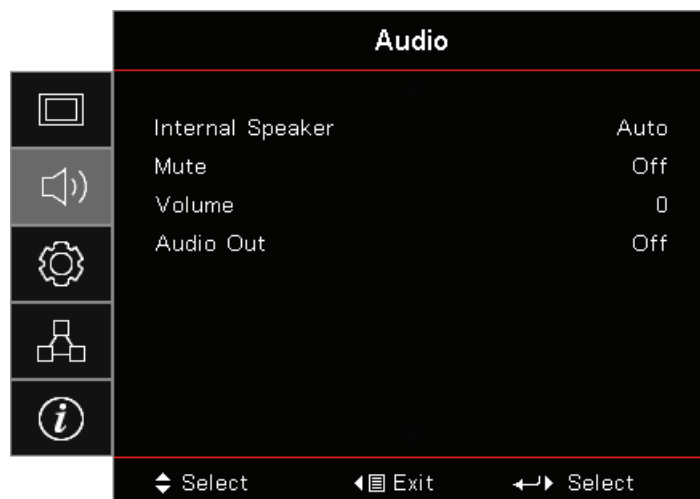 Audio
Internal Speaker Auto
Mute Off
Volume 0
Audio Out Off
Select Exit Select